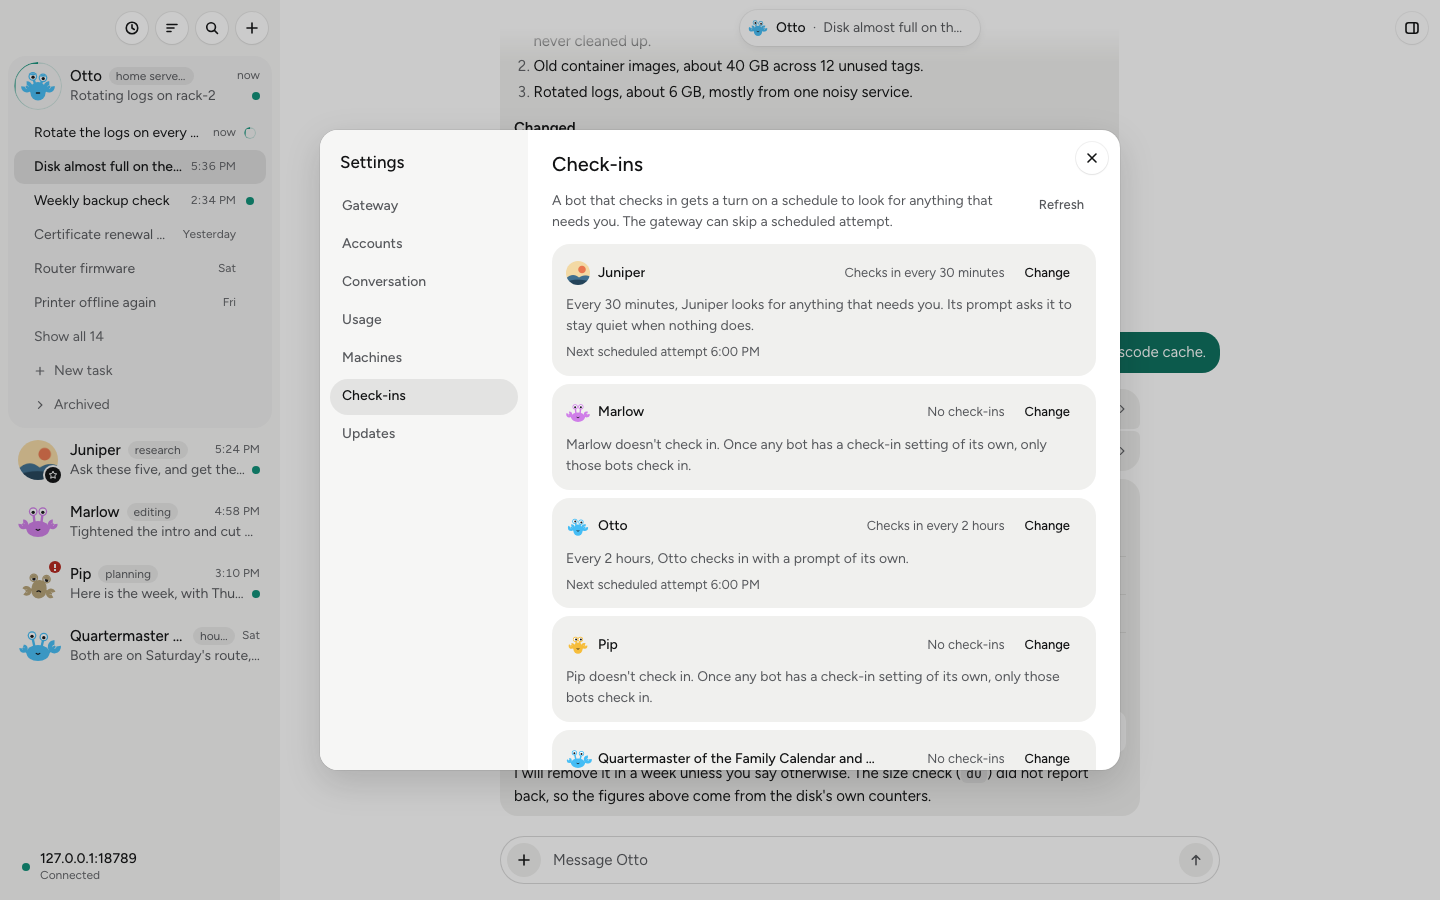 Otto · Disk almost full on th...
Otto home serve... now
Rotating logs on rack-2
Rotate the logs on every ... now
Disk almost full on the... 5:36 PM
Weekly backup check 2:34 PM
Certificate renewal ... Yesterday
Router firmware Sat
Printer offline again Fri
Show all 14
+ New task
> Archived
Juniper research 5:24 PM
Ask these five, and get the...
Marlow editing 4:58 PM
Tightened the intro and cut ...
Pip planning 3:10 PM
Here is the week, with Thu...
Quartermaster ... hou... Sat
Both are on Saturday's route,...
127.0.0.1:18789
Connected
never cleaned up.
2. Old container images, about 40 GB across 12 unused tags.
3. Rotated logs, about 6 GB, mostly from one noisy service.
Changed
Settings
Gateway
Accounts
Conversation
Usage
Machines
Check-ins
Updates
Check-ins
A bot that checks in gets a turn on a schedule to look for anything that
needs you. The gateway can skip a scheduled attempt.
Refresh
Juniper Checks in every 30 minutes Change
Every 30 minutes, Juniper looks for anything that needs you. Its prompt asks it to
stay quiet when nothing does.
Next scheduled attempt 6:00 PM
Marlow No check-ins Change
Marlow doesn't check in. Once any bot has a check-in setting of its own, only
those bots check in.
Otto Checks in every 2 hours Change
Every 2 hours, Otto checks in with a prompt of its own.
Next scheduled attempt 6:00 PM
Pip No check-ins Change
Pip doesn't check in. Once any bot has a check-in setting of its own, only those
bots check in.
Quartermaster of the Family Calendar and ... No check-ins Change
scode cache.
I will remove it in a week unless you say otherwise. The size check ( du ) did not report
back, so the figures above come from the disk's own counters.
Message Otto